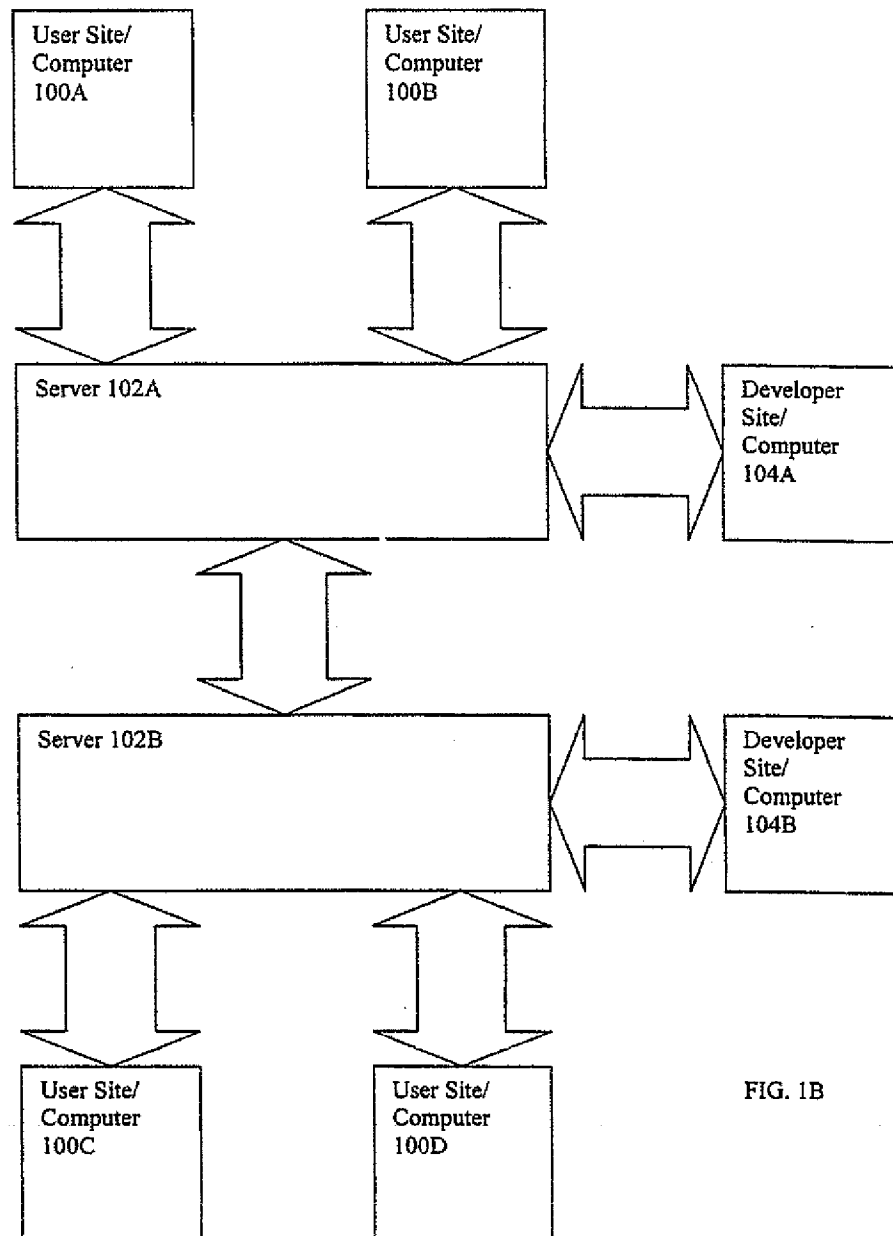 User Site/
Computer
100A
User Site/
Computer
100B
Server 102A
Developer
Site/
Computer
104A
Server 102B
Developer
Site/
Computer
104B
User Site/
Computer
100C
User Site/
Computer
100D
FIG. 1B